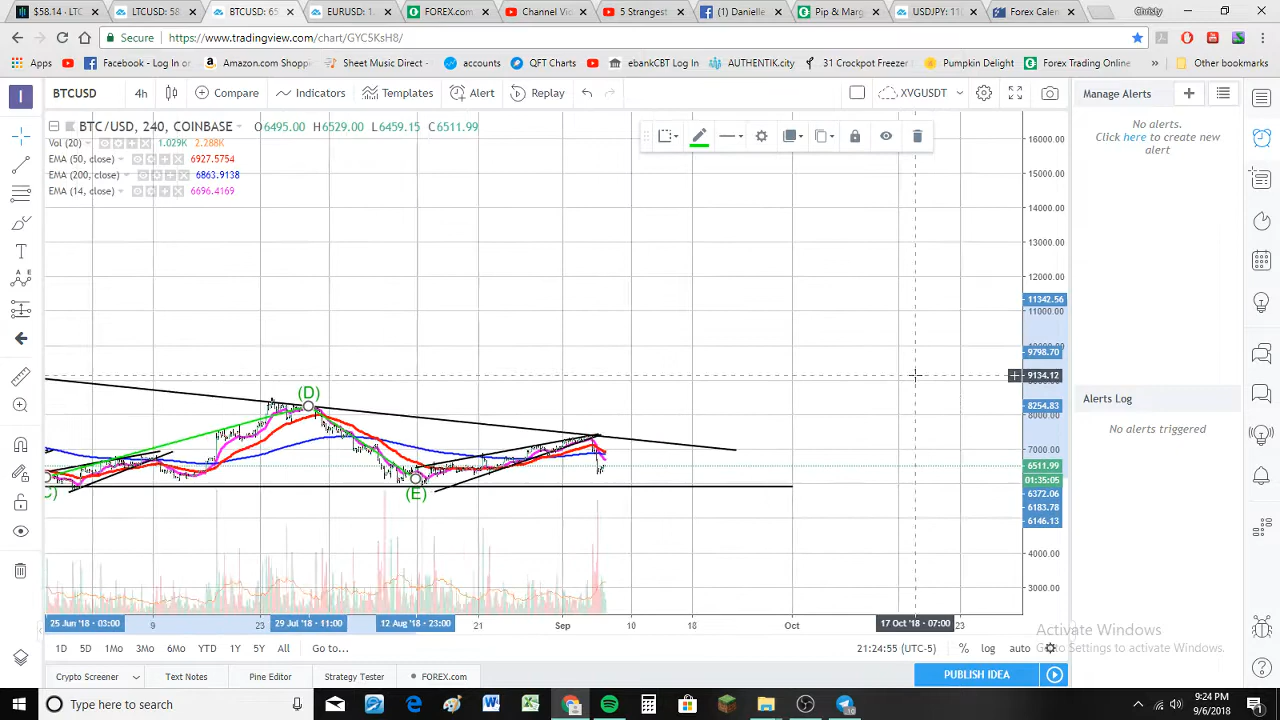 $58.14 - LTCUS
LTCUSD: 58
BTCUSD: 65
EURUSD: 1.
FOREX.com
Channel Vid
5 Strangest
f Danielle
Pip & Marg
USDJPY: 11
Forex Calen
Christy
Secure
https://www.tradingview.com/chart/GYC5KsH8/
Apps
Facebook - Log In or
Amazon.com Shoppin
Sheet Music Direct -
accounts
QFT Charts
ebankCBT Log In
AUTHENTIK.city
31 Crockpot Freezer
Pumpkin Delight
Forex Trading Online
»
Other bookmarks
BTCUSD
4h
Compare
Indicators
Templates
Alert
Replay
XVGUSDT
Manage Alerts
BTC/USD, 240, COINBASE
O6495.00 H6529.00 L6459.15 C6511.99
Vol (20)
1.029K 2.288K
EMA (50, close)
6927.5754
EMA (200, close)
6863.9138
EMA (14, close)
6696.4169
No alerts.
Click here to create new
alert
16000.00
15000.00
14000.00
13000.00
12000.00
11342.56
11000.00
9798.70
9134.12
8254.83
8000.00
7000.00
6511.99
01:35:05
6372.06
6183.78
6146.13
4000.00
3000.00
(D)
(E)
Alerts Log
No alerts triggered
25 Jun '18 - 03:00
9
23
29 Jul '18 - 11:00
12 Aug '18 - 23:00
21
Sep
10
18
Oct
17 Oct '18 - 07:00
23
Activate Windows
Go to Settings to activate Windows.
1D 5D 1Mo 3Mo 6Mo YTD 1Y 5Y All Go to...
21:24:55 (UTC-5)
% log auto
Crypto Screener
Text Notes
Pine Editor
Strategy Tester
FOREX.com
PUBLISH IDEA
Type here to search
9:24 PM
9/6/2018